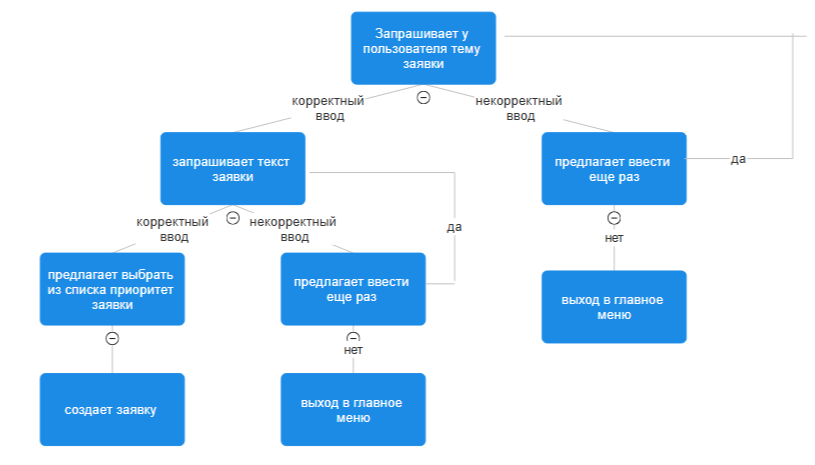 Запрашивает у
пользователя тему
заявки
корректный
ввод
некорректный
ввод
запрашивает текст
заявки
предлагает ввести
еще раз
да
корректный
ввод
некорректный
ввод
да
нет
предлагает выбрать
из списка приоритет
заявки
предлагает ввести
еще раз
выход в главное
меню
нет
создает заявку
выход в главное
меню